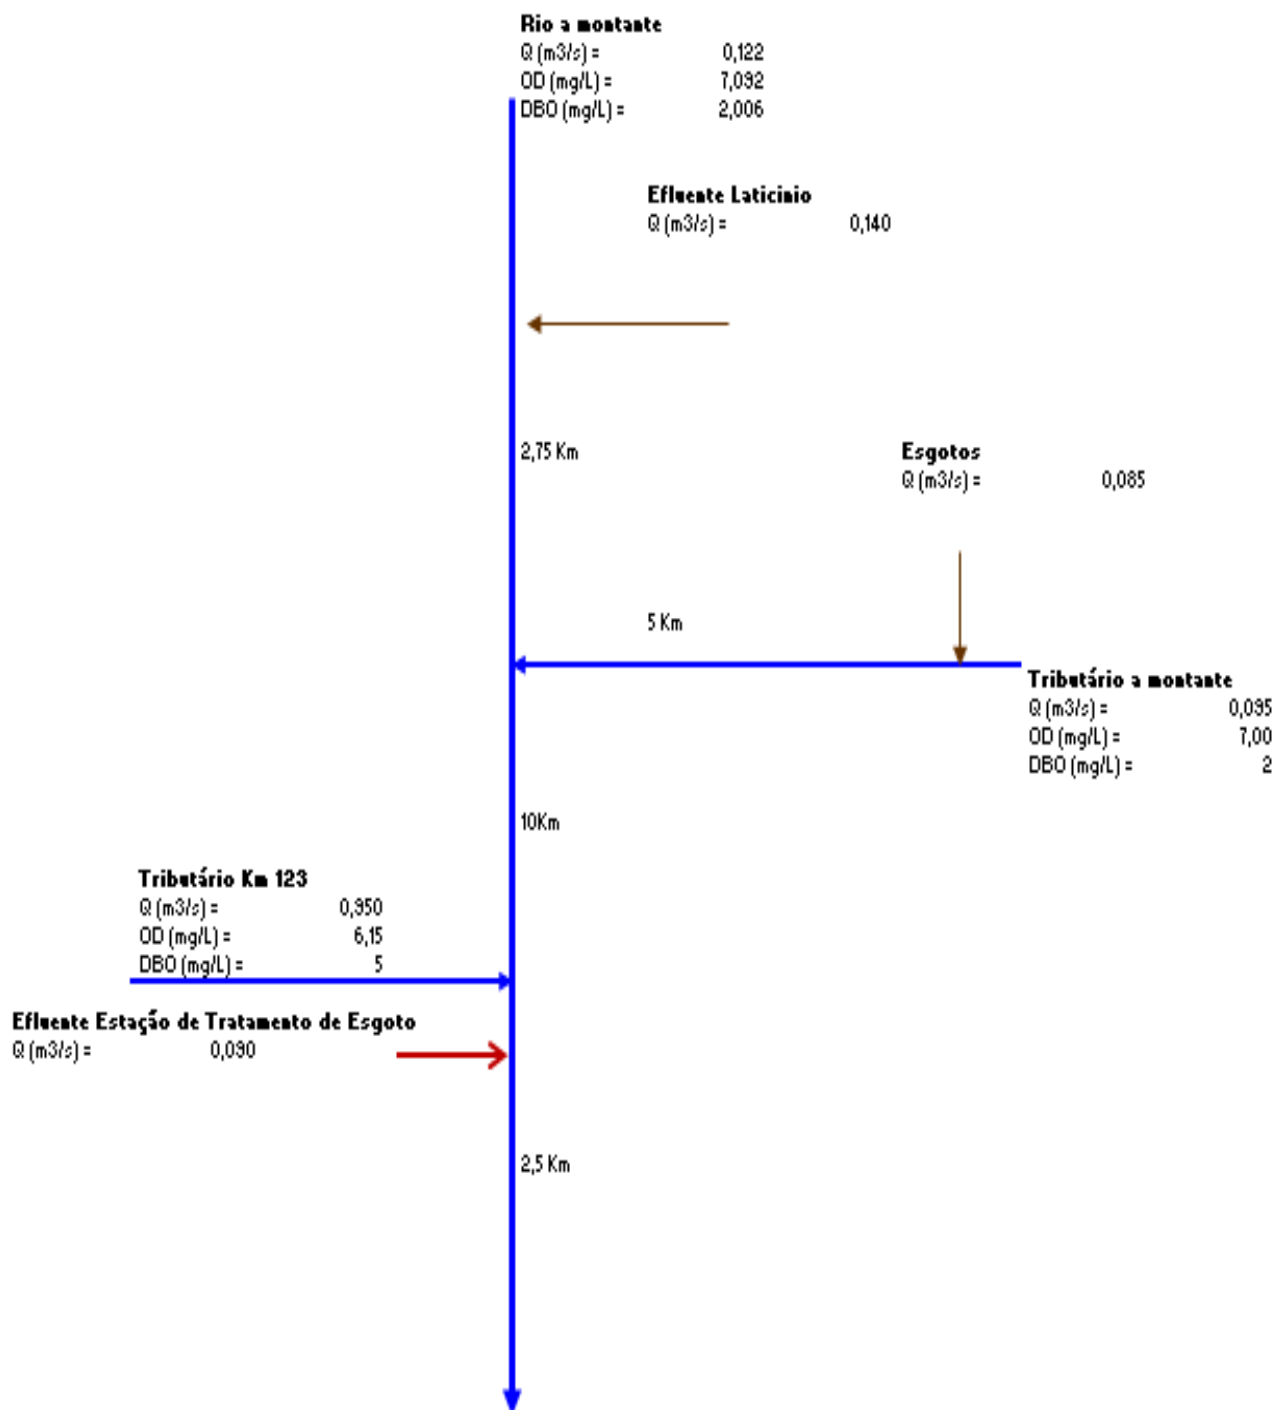 Rio a montante
Q (m3/s) = 0,122
OD (mg/L) = 7,092
DBO (mg/L) = 2,006
Efluente Laticinio
Q (m3/s) = 0,140
2,75 Km
Esgotos
Q (m3/s) = 0,085
5 Km
Tributário a montante
Q (m3/s) = 0,095
OD (mg/L) = 7,00
DBO (mg/L) = 2
10Km
Tributário Km 123
Q (m3/s) = 0,950
OD (mg/L) = 6,15
DBO (mg/L) = 5
Efluente Estação de Tratamento de Esgoto
Q (m3/s) = 0,090
2,5 Km